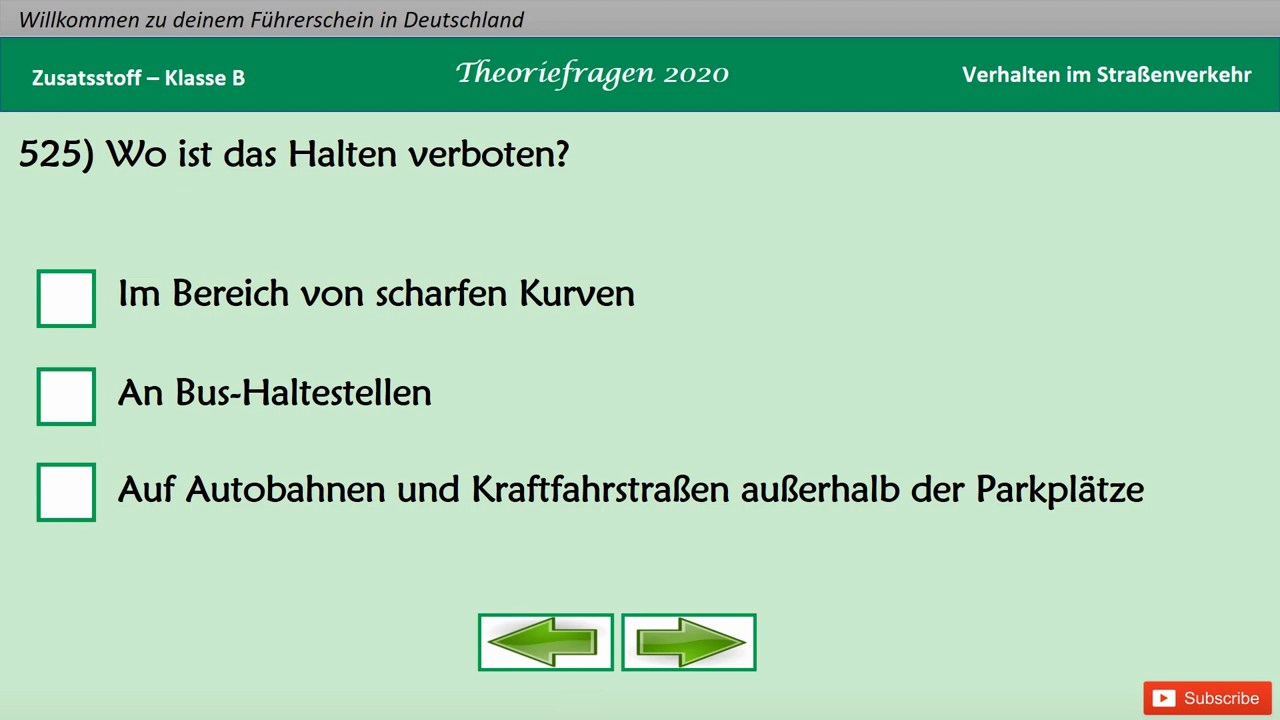 Willkommen zu deinem Führerschein in Deutschland
Zusatsstoff – Klasse B
Theoriefragen 2020
Verhalten im Straßenverkehr
525) Wo ist das Halten verboten?
Im Bereich von scharfen Kurven
An Bus-Haltestellen
Auf Autobahnen und Kraftfahrstraßen außerhalb der Parkplätze
Subscribe